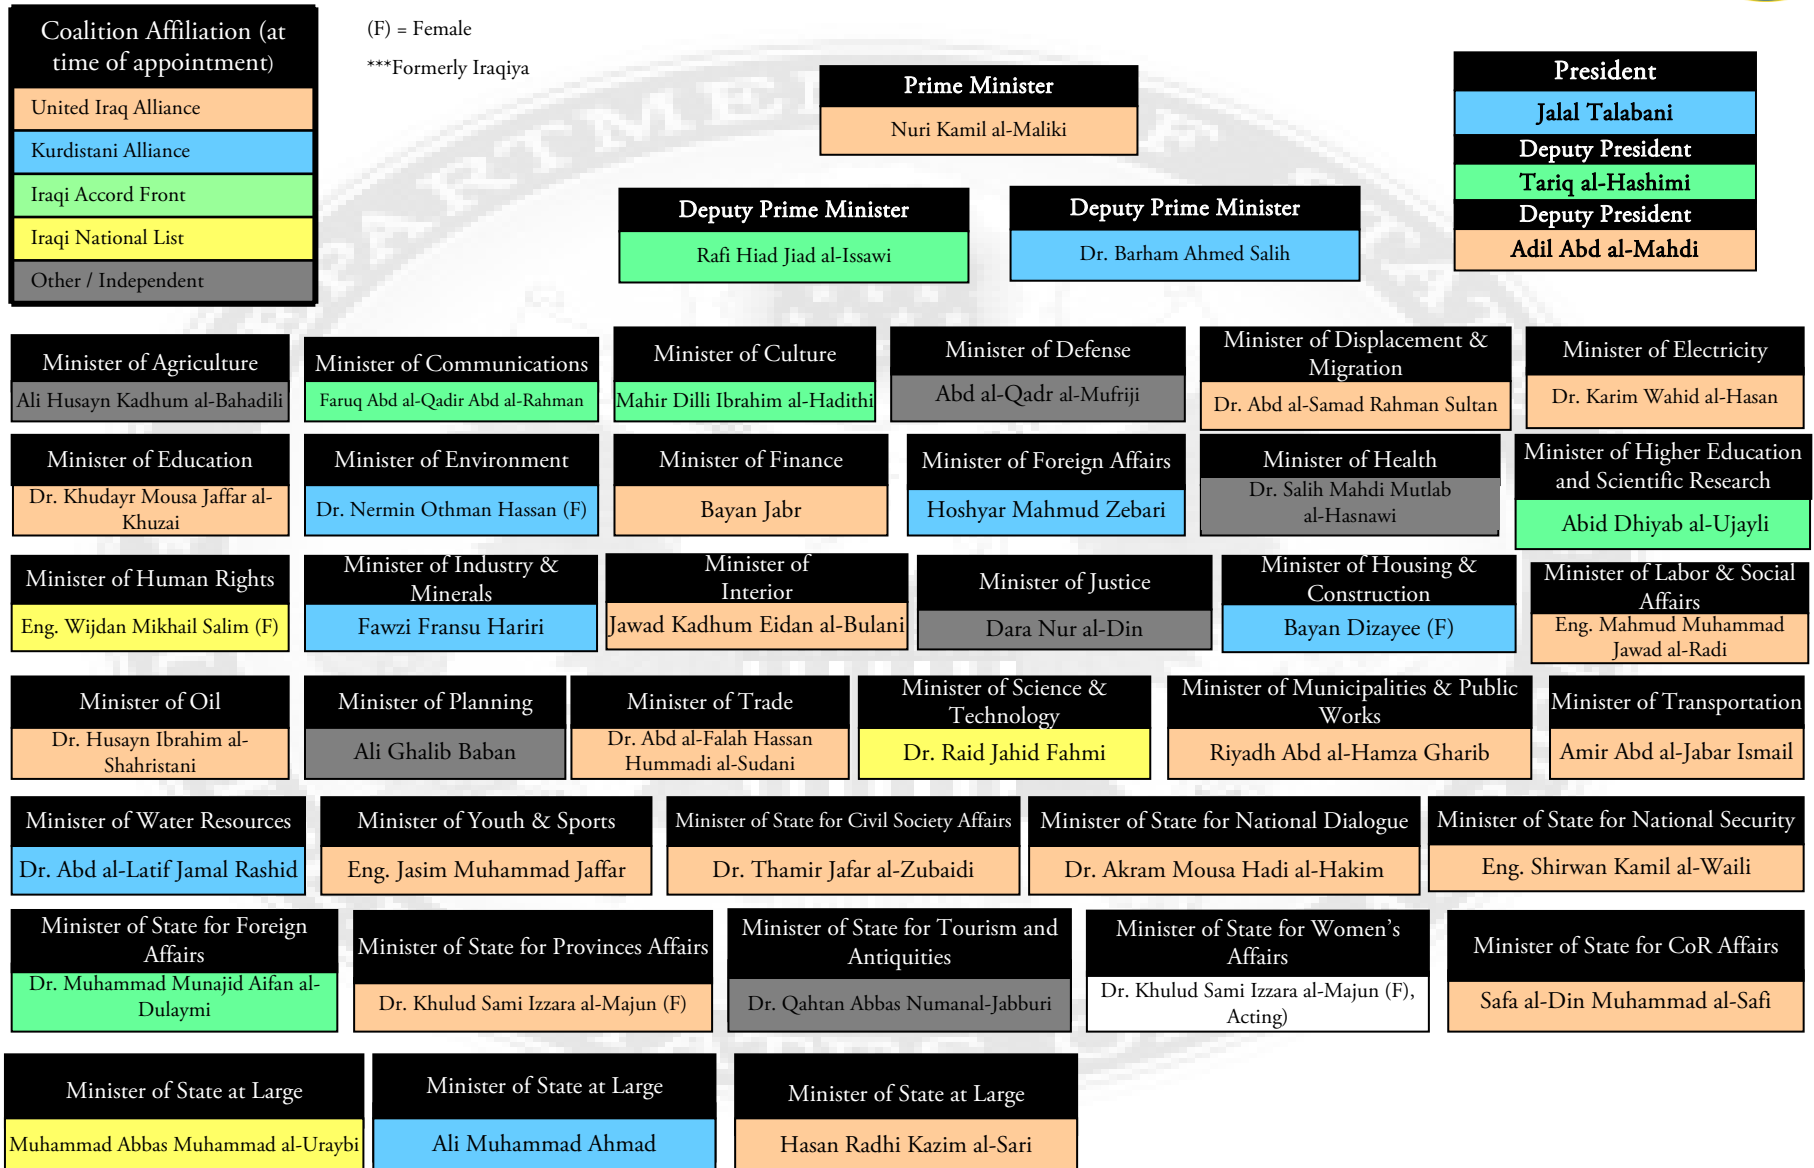 Coalition Affiliation (at
time of appointment)
United Iraq Alliance
Kurdistani Alliance
Iraqi Accord Front
Iraqi National List
Other / Independent
(F) = Female
***Formerly Iraqiya
Prime Minister
Nuri Kamil al-Maliki
President
Jalal Talabani
Deputy President
Tariq al-Hashimi
Deputy President
Adil Abd al-Mahdi
Deputy Prime Minister
Rafi Hiad Jiad al-Issawi
Deputy Prime Minister
Dr. Barham Ahmed Salih
Minister of Agriculture
Ali Husayn Kadhum al-Bahadili
Minister of Communications
Faruq Abd al-Qadir Abd al-Rahman
Minister of Culture
Mahir Dilli Ibrahim al-Hadithi
Minister of Defense
Abd al-Qadr al-Mufriji
Minister of Displacement &
Migration
Dr. Abd al-Samad Rahman Sultan
Minister of Electricity
Dr. Karim Wahid al-Hasan
Minister of Education
Dr. Khudayr Mousa Jaffar al-
Khuzai
Minister of Environment
Dr. Nermin Othman Hassan (F)
Minister of Finance
Bayan Jabr
Minister of Foreign Affairs
Hoshyar Mahmud Zebari
Minister of Health
Dr. Salih Mahdi Mutlab
al-Hasnawi
Minister of Higher Education
and Scientific Research
Abid Dhiyab al-Ujayli
Minister of Human Rights
Eng. Wijdan Mikhail Salim (F)
Minister of Industry &
Minerals
Fawzi Fransu Hariri
Minister of
Interior
Jawad Kadhum Eidan al-Bulani
Minister of Justice
Dara Nur al-Din
Minister of Housing &
Construction
Bayan Dizayee (F)
Minister of Labor & Social
Affairs
Eng. Mahmud Muhammad
Jawad al-Radi
Minister of Oil
Dr. Husayn Ibrahim al-
Shahristani
Minister of Planning
Ali Ghalib Baban
Minister of Trade
Dr. Abd al-Falah Hassan
Hummadi al-Sudani
Minister of Science &
Technology
Dr. Raid Jahid Fahmi
Minister of Municipalities & Public
Works
Riyadh Abd al-Hamza Gharib
Minister of Transportation
Amir Abd al-Jabar Ismail
Minister of Water Resources
Dr. Abd al-Latif Jamal Rashid
Minister of Youth & Sports
Eng. Jasim Muhammad Jaffar
Minister of State for Civil Society Affairs
Dr. Thamir Jafar al-Zubaidi
Minister of State for National Dialogue
Dr. Akram Mousa Hadi al-Hakim
Minister of State for National Security
Eng. Shirwan Kamil al-Waili
Minister of State for Foreign
Affairs
Dr. Muhammad Munajid Aifan al-
Dulaymi
Minister of State for Provinces Affairs
Dr. Khulud Sami Izzara al-Majun (F)
Minister of State for Tourism and
Antiquities
Dr. Qahtan Abbas Numanal-Jabburi
Minister of State for Women's
Affairs
Dr. Khulud Sami Izzara al-Majun (F),
Acting)
Minister of State for CoR Affairs
Safa al-Din Muhammad al-Safi
Minister of State at Large
Muhammad Abbas Muhammad al-Uraybi
Minister of State at Large
Ali Muhammad Ahmad
Minister of State at Large
Hasan Radhi Kazim al-Sari